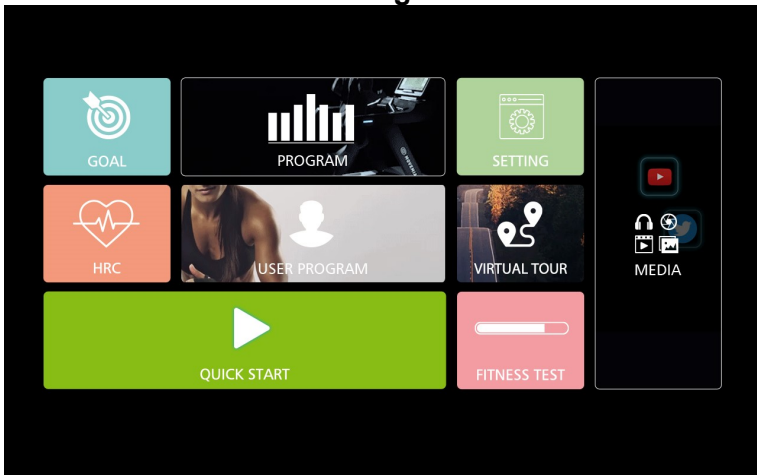 GOAL
PROGRAM
SETTING
HRC
USER PROGRAM
VIRTUAL TOUR
MEDIA
QUICK START
FITNESS TEST